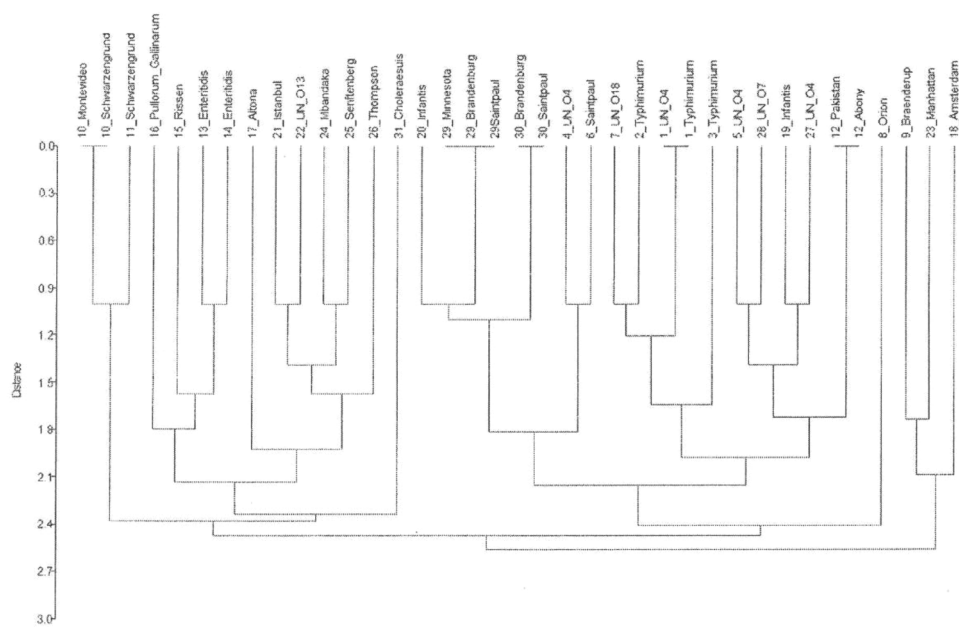 10_Montevideo
10_Schwarzengrund
11_Schwarzengrund
16_Pullorum_Gallinarum
15_Rissen
13_Enteritidis
14_Enteritidis
17_Altona
21_Istanbul
22_UN_O13
24_Mbandaka
25_Senftenberg
26_Thompson
31_Choleraesuis
20_Infantis
29_Minnesota
29_Brandenburg
29Saintpaul
30_Brandenburg
30_Saintpaul
4_UN_O4
6_Saintpaul
7_UN_O18
2_Typhimurium
1_UN_O4
1_Typhimurium
3_Typhimurium
5_UN_O4
28_UN_O7
19_Infantis
27_UN_O4
12_Pakistan
12_Abony
8_Orion
9_Braenderup
23_Manhattan
18_Amsterdam
0.0
0.3
0.6
0.9
1.2
1.5
1.8
2.1
2.4
2.7
3.0
Distance